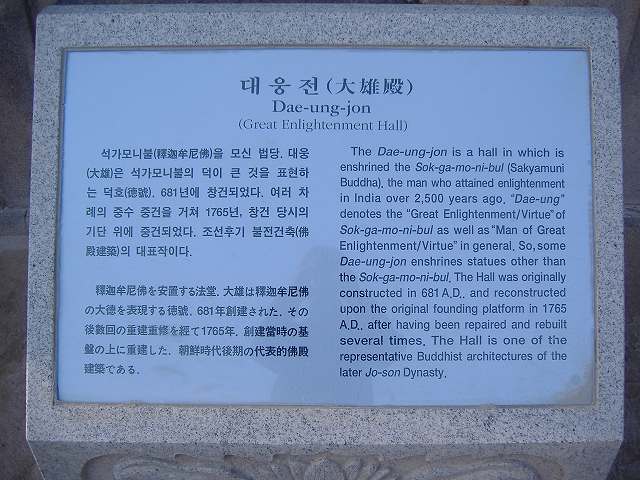 대웅전(大雄殿)
Dae-ung-jon
(Great Enlightenment Hall)
석가모니불(釋迦牟尼佛)을 모신 법당. 대웅
(大雄)은 석가모니불의 덕이 큰 것을 표현하
는 덕호(德號). 681년에 창건되었다. 여러 차
례의 중수 중건을 거쳐 1765년, 창건 당시의
기단 위에 중건되었다. 조선후기 불전건축(佛
殿建築)의 대표작이다.
釋迦牟尼佛を安置する法堂. 大雄は釋迦牟尼佛
の大德を表現する德號. 681年創建された. その
後數回の重建重修を經て1765年. 創建當時の基
盤の上に重建した. 朝鮮時代後期の代表的佛殿
建築である.
The Dae-ung-jon is a hall in which is
enshrined the Sok-ga-mo-ni-bul (Sakyamuni
Buddha), the man who attained enlightenment
in India over 2,500 years ago. "Dae-ung"
denotes the "Great Enlightenment/Virtue" of
Sok-ga-mo-ni-bul as well as "Man of Great
Enlightenment/Virtue" in general. So, some
Dae-ung-jon enshrines statues other than
the Sok-ga-mo-ni-bul. The Hall was originally
constructed in 681 A.D.. and reconstructed
upon the original founding platform in 1765
A.D.. after having been repaired and rebuilt
several times. The Hall is one of the
representative Buddhist architectures of the
later Jo-son Dynasty.